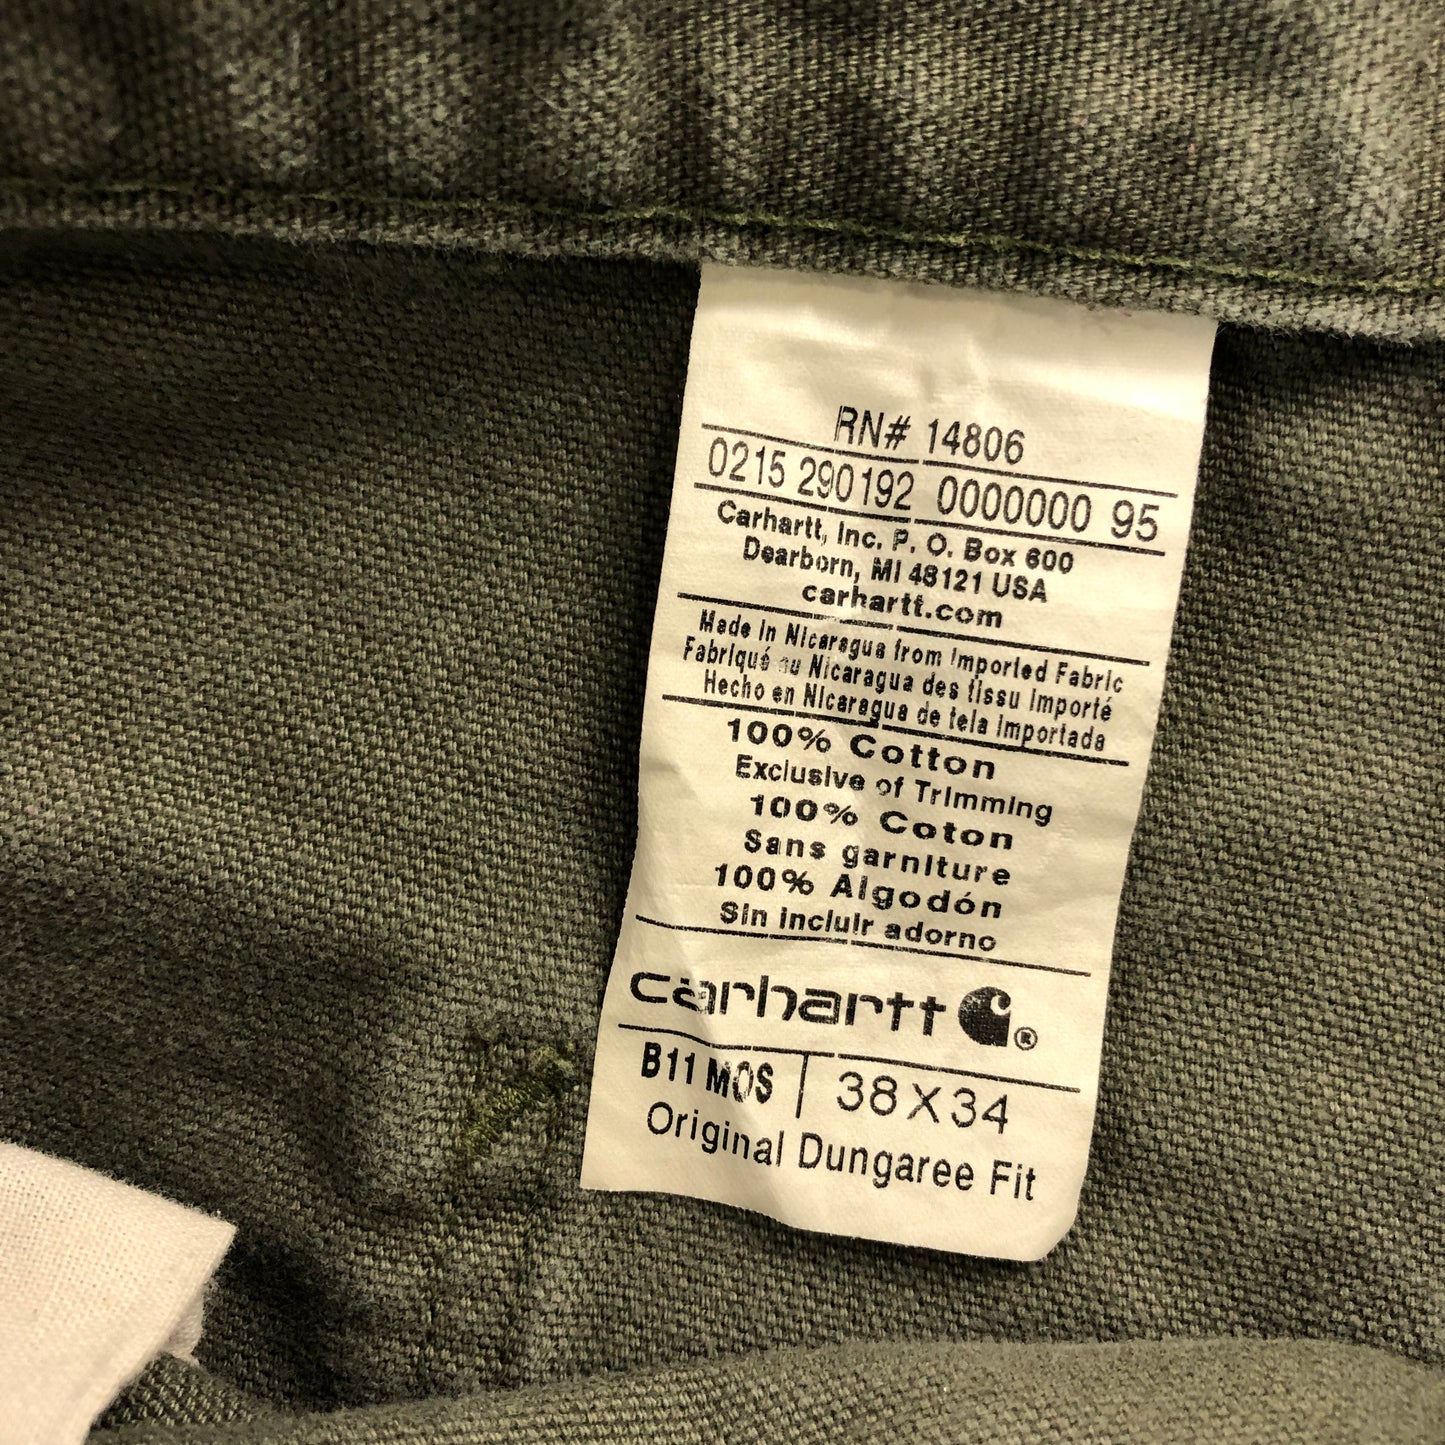 RN# 14806
0215 290192 0000000 95
Carhartt, Inc. P. O. Box 600
Dearborn, MI 48121 USA
carhartt.com
Made in Nicaragua from Imported Fabric
Fabriqué au Nicaragua des tissu importé
Hecho en Nicaragua de tela importada
100% Cotton
Exclusive of Trimming
100% Coton
Sans garniture
100% Algodón
Sin incluir adorno
carhartt ®
B11 MOS | 38X34
Original Dungaree Fit